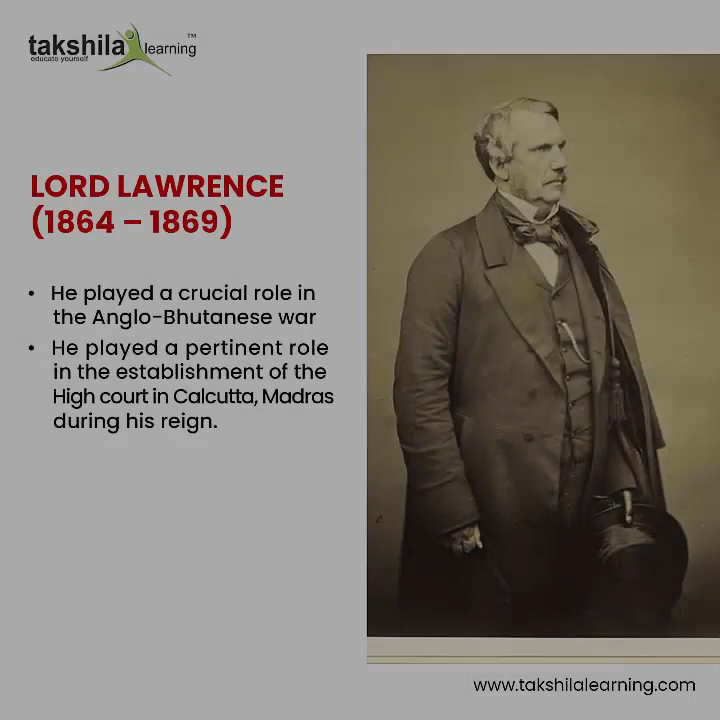 takshila learning ™
educate yourself
LORD LAWRENCE
(1864 – 1869)
• He played a crucial role in
the Anglo-Bhutanese war
• He played a pertinent role
in the establishment of the
High court in Calcutta, Madras
during his reign.
www.takshilalearning.com